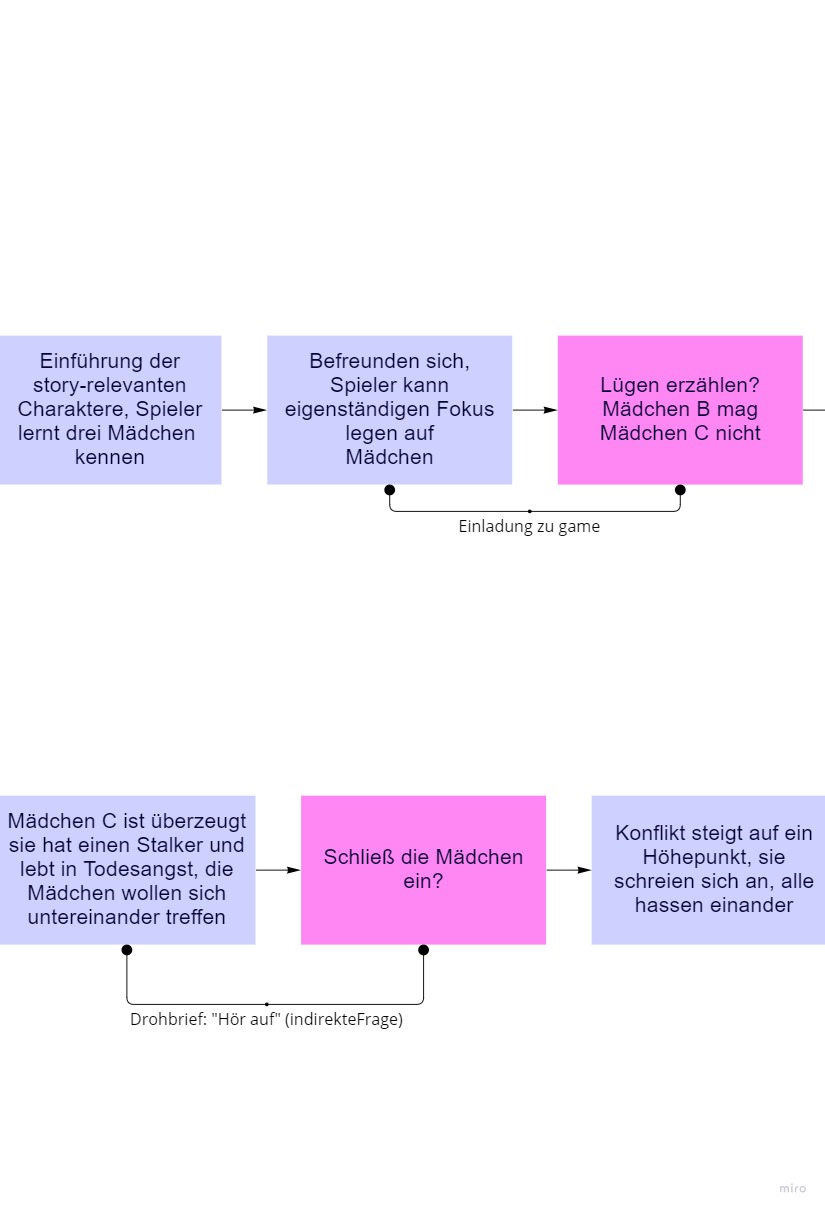 Einführung der
story-relevanten
Charaktere, Spieler
lernt drei Mädchen
kennen
Befreunden sich,
Spieler kann
eigenständigen Fokus
legen auf
Mädchen
Lügen erzählen?
Mädchen B mag
Mädchen C nicht
Einladung zu game
Mädchen C ist überzeugt
sie hat einen Stalker und
lebt in Todesangst, die
Mädchen wollen sich
untereinander treffen
Schließ die Mädchen
ein?
Konflikt steigt auf ein
Höhepunkt, sie
schreien sich an, alle
hassen einander
Drohbrief: "Hör auf" (indirekteFrage)
miro